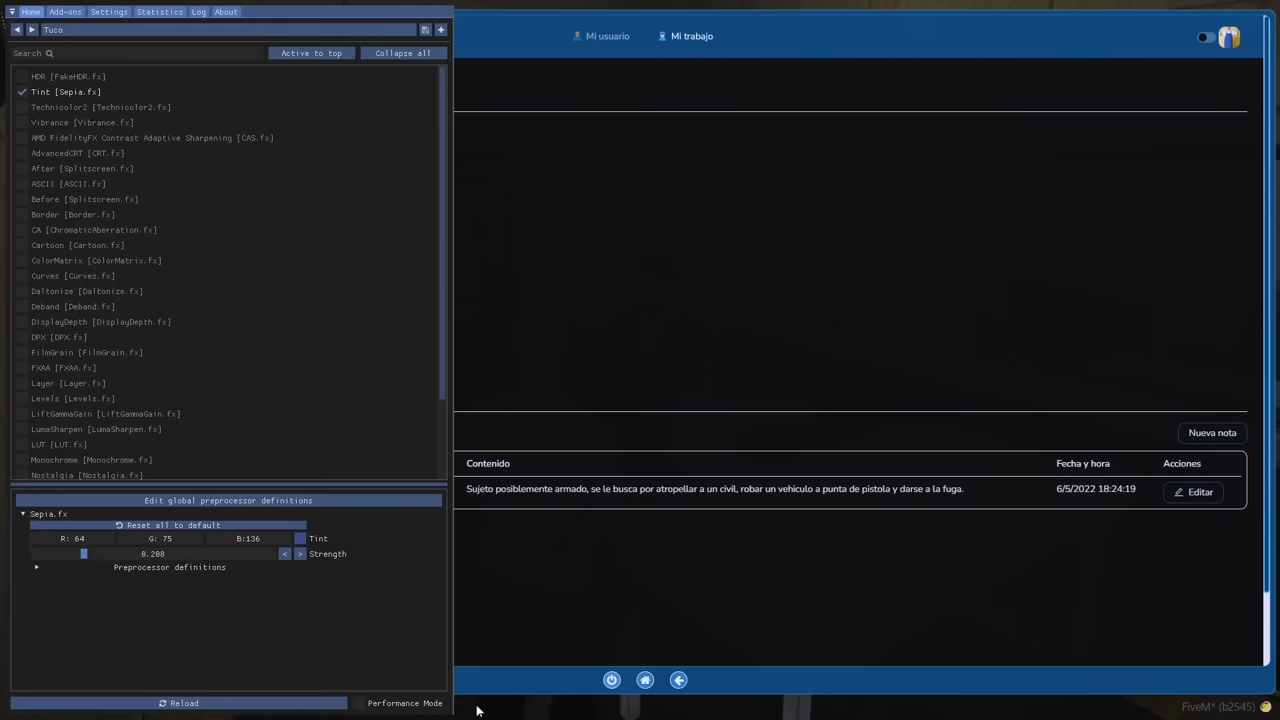 Home Add-ons Settings Statistics Log About
Tuco
Search Active to top Collapse all
HDR [FakeHDR.fx]
Tint [Sepia.fx]
Technicolor2 [Technicolor2.fx]
Vibrance [Vibrance.fx]
AMD FidelityFX Contrast Adaptive Sharpening [CAS.fx]
AdvancedCRT [CRT.fx]
After [Splitscreen.fx]
ASCII [ASCII.fx]
Before [Splitscreen.fx]
Border [Border.fx]
CA [ChromaticAberration.fx]
Cartoon [Cartoon.fx]
ColorMatrix [ColorMatrix.fx]
Curves [Curves.fx]
Daltonize [Daltonize.fx]
Deband [Deband.fx]
DisplayDepth [DisplayDepth.fx]
DPX [DPX.fx]
FilmGrain [FilmGrain.fx]
FXAA [FXAA.fx]
Layer [Layer.fx]
Levels [Levels.fx]
LiftGammaGain [LiftGammaGain.fx]
LumaSharpen [LumaSharpen.fx]
LUT [LUT.fx]
Monochrome [Monochrome.fx]
Nostalgia [Nostalgia.fx]
Edit global preprocessor definitions
Sepia.fx
Reset all to default
R: 64 G: 75 B:136 Tint
0.208 < > Strength
Preprocessor definitions
Reload Performance Mode
Mi usuario Mi trabajo
Nueva nota
Contenido Fecha y hora Acciones
Sujeto posiblemente armado, se le busca por atropellar a un civil, robar un vehiculo a punta de pistola y darse a la fuga. 6/5/2022 18:24:19 Editar
FiveM* (b2545)